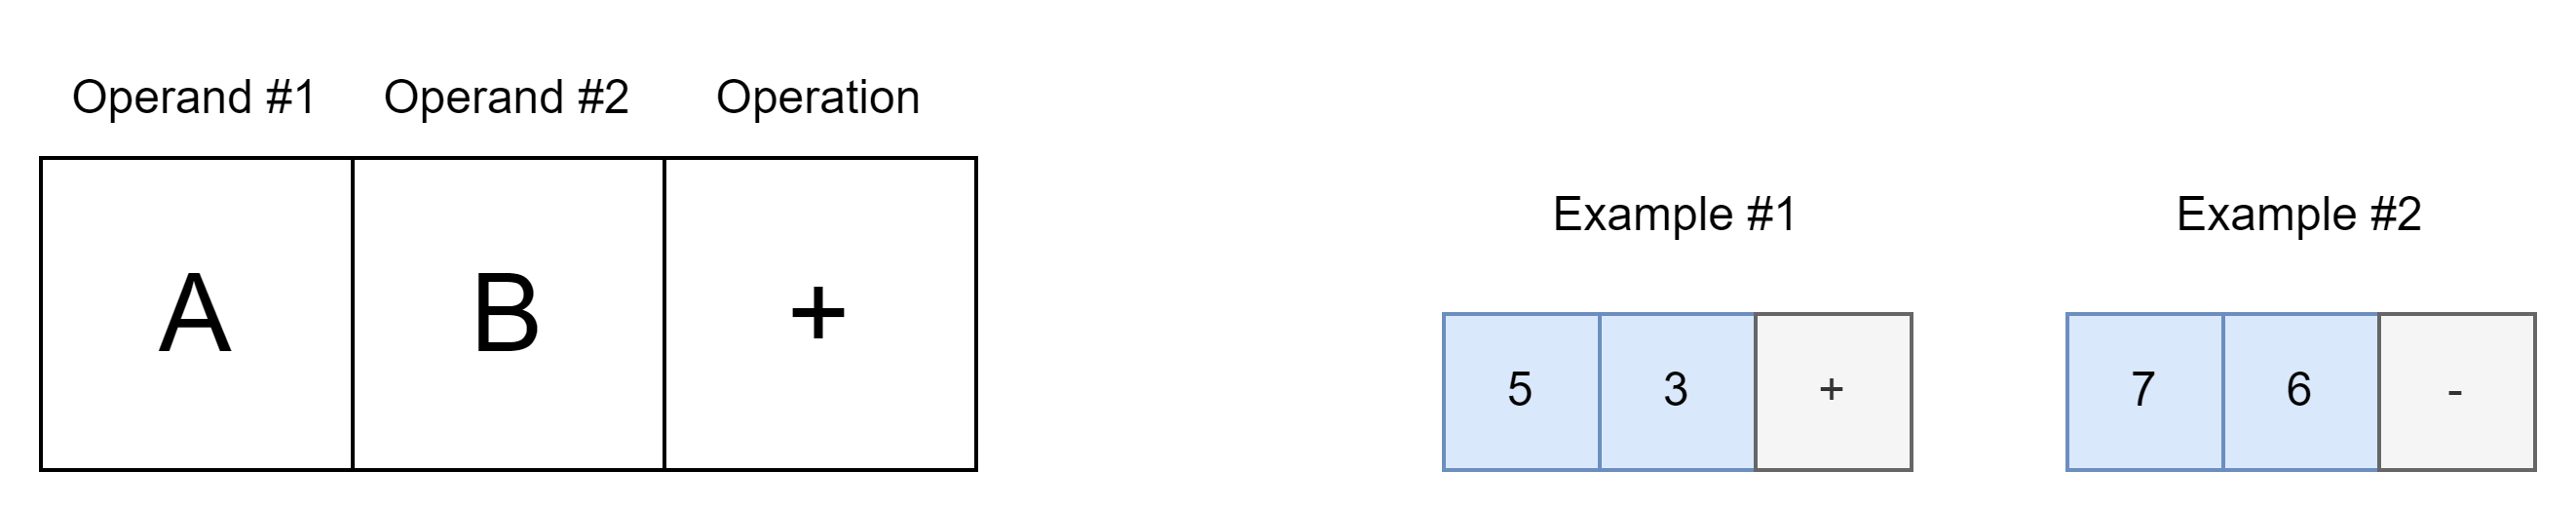 Operand #1 Operand #2 Operation
A B +
Example #1
5 3 +
Example #2
7 6 -